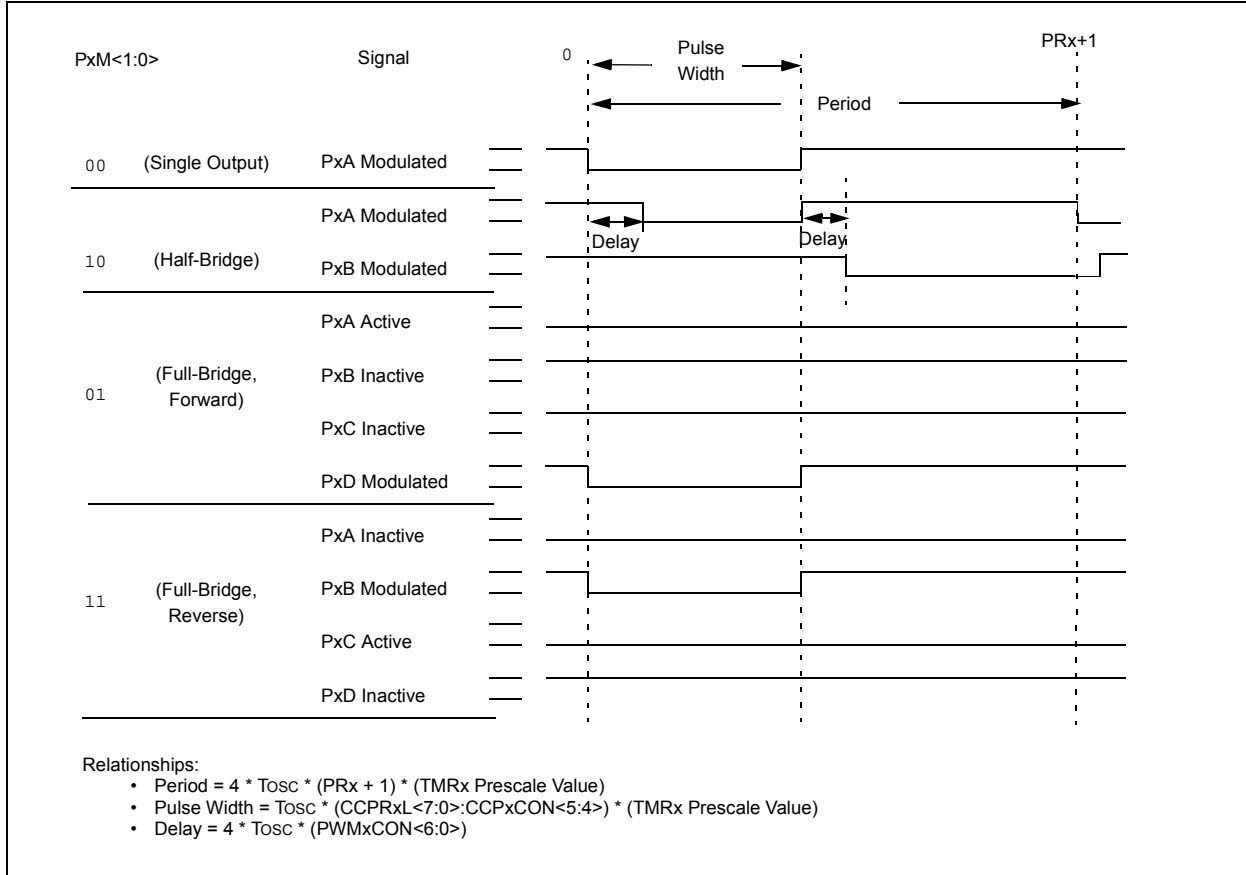 PxM<1:0>
Signal
0
Pulse
Width
PRx+1
Period
00
(Single Output)
PxA Modulated
10
(Half-Bridge)
PxA Modulated
Delay
Delay
PxB Modulated
01
(Full-Bridge,
Forward)
PxA Active
PxB Inactive
PxC Inactive
PxD Modulated
11
(Full-Bridge,
Reverse)
PxA Inactive
PxB Modulated
PxC Active
PxD Inactive
Relationships:
• Period = 4 * TOSC * (PRx + 1) * (TMRx Prescale Value)
• Pulse Width = TOSC * (CCPRxL<7:0>:CCPxCON<5:4>) * (TMRx Prescale Value)
• Delay = 4 * TOSC * (PWMxCON<6:0>)